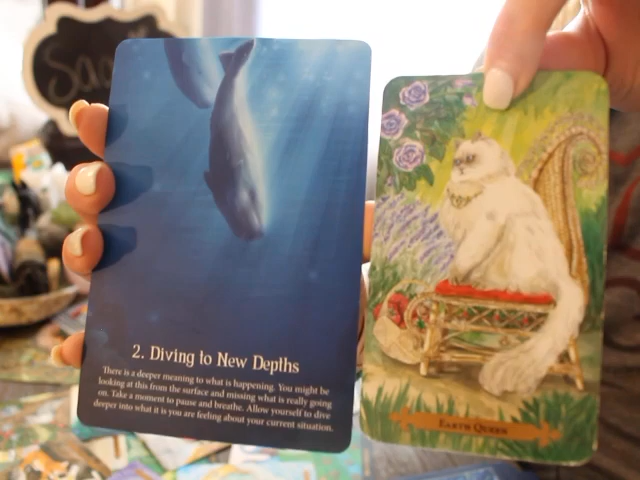 2. Diving to New Depths
There is a deeper meaning to what is happening. You might be
looking at this from the surface and missing what is really going
on. Take a moment to pause and breathe. Allow yourself to dive
deeper into what it is you are feeling about your current situation.
Earth Queen